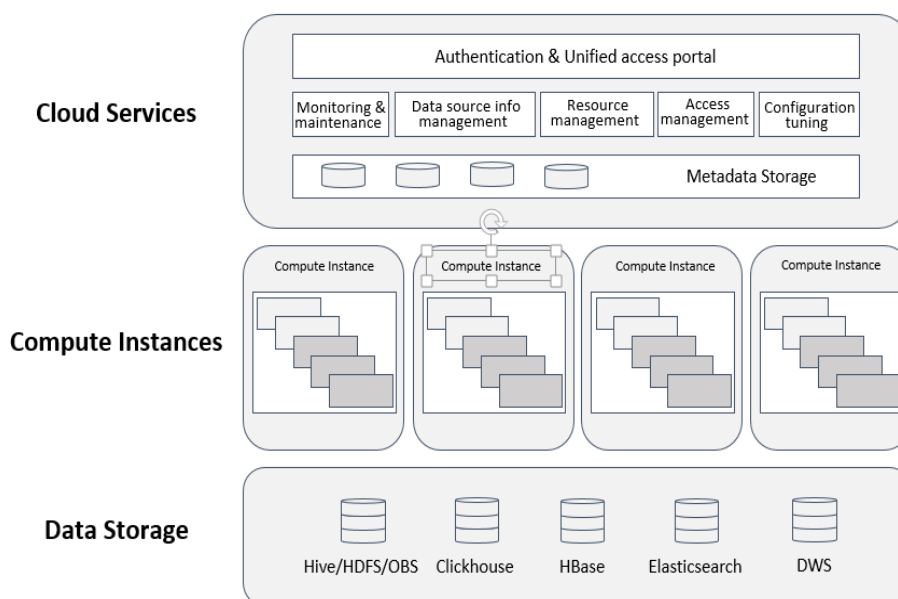 Authentication & Unified access portal
Cloud Services
Monitoring &
maintenance
Data source info
management
Resource
management
Access
management
Configuration
tuning
Metadata Storage
Compute Instances
Compute Instance
Compute Instance
Compute Instance
Compute Instance
Data Storage
Hive/HDFS/OBS
Clickhouse
HBase
Elasticsearch
DWS